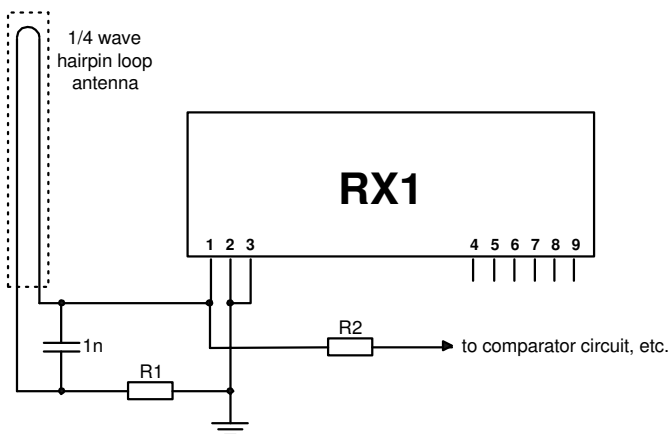 1/4 wave
hairpin loop
antenna
RX1
1 2 3 4 5 6 7 8 9
R2
to comparator circuit, etc.
1n
R1